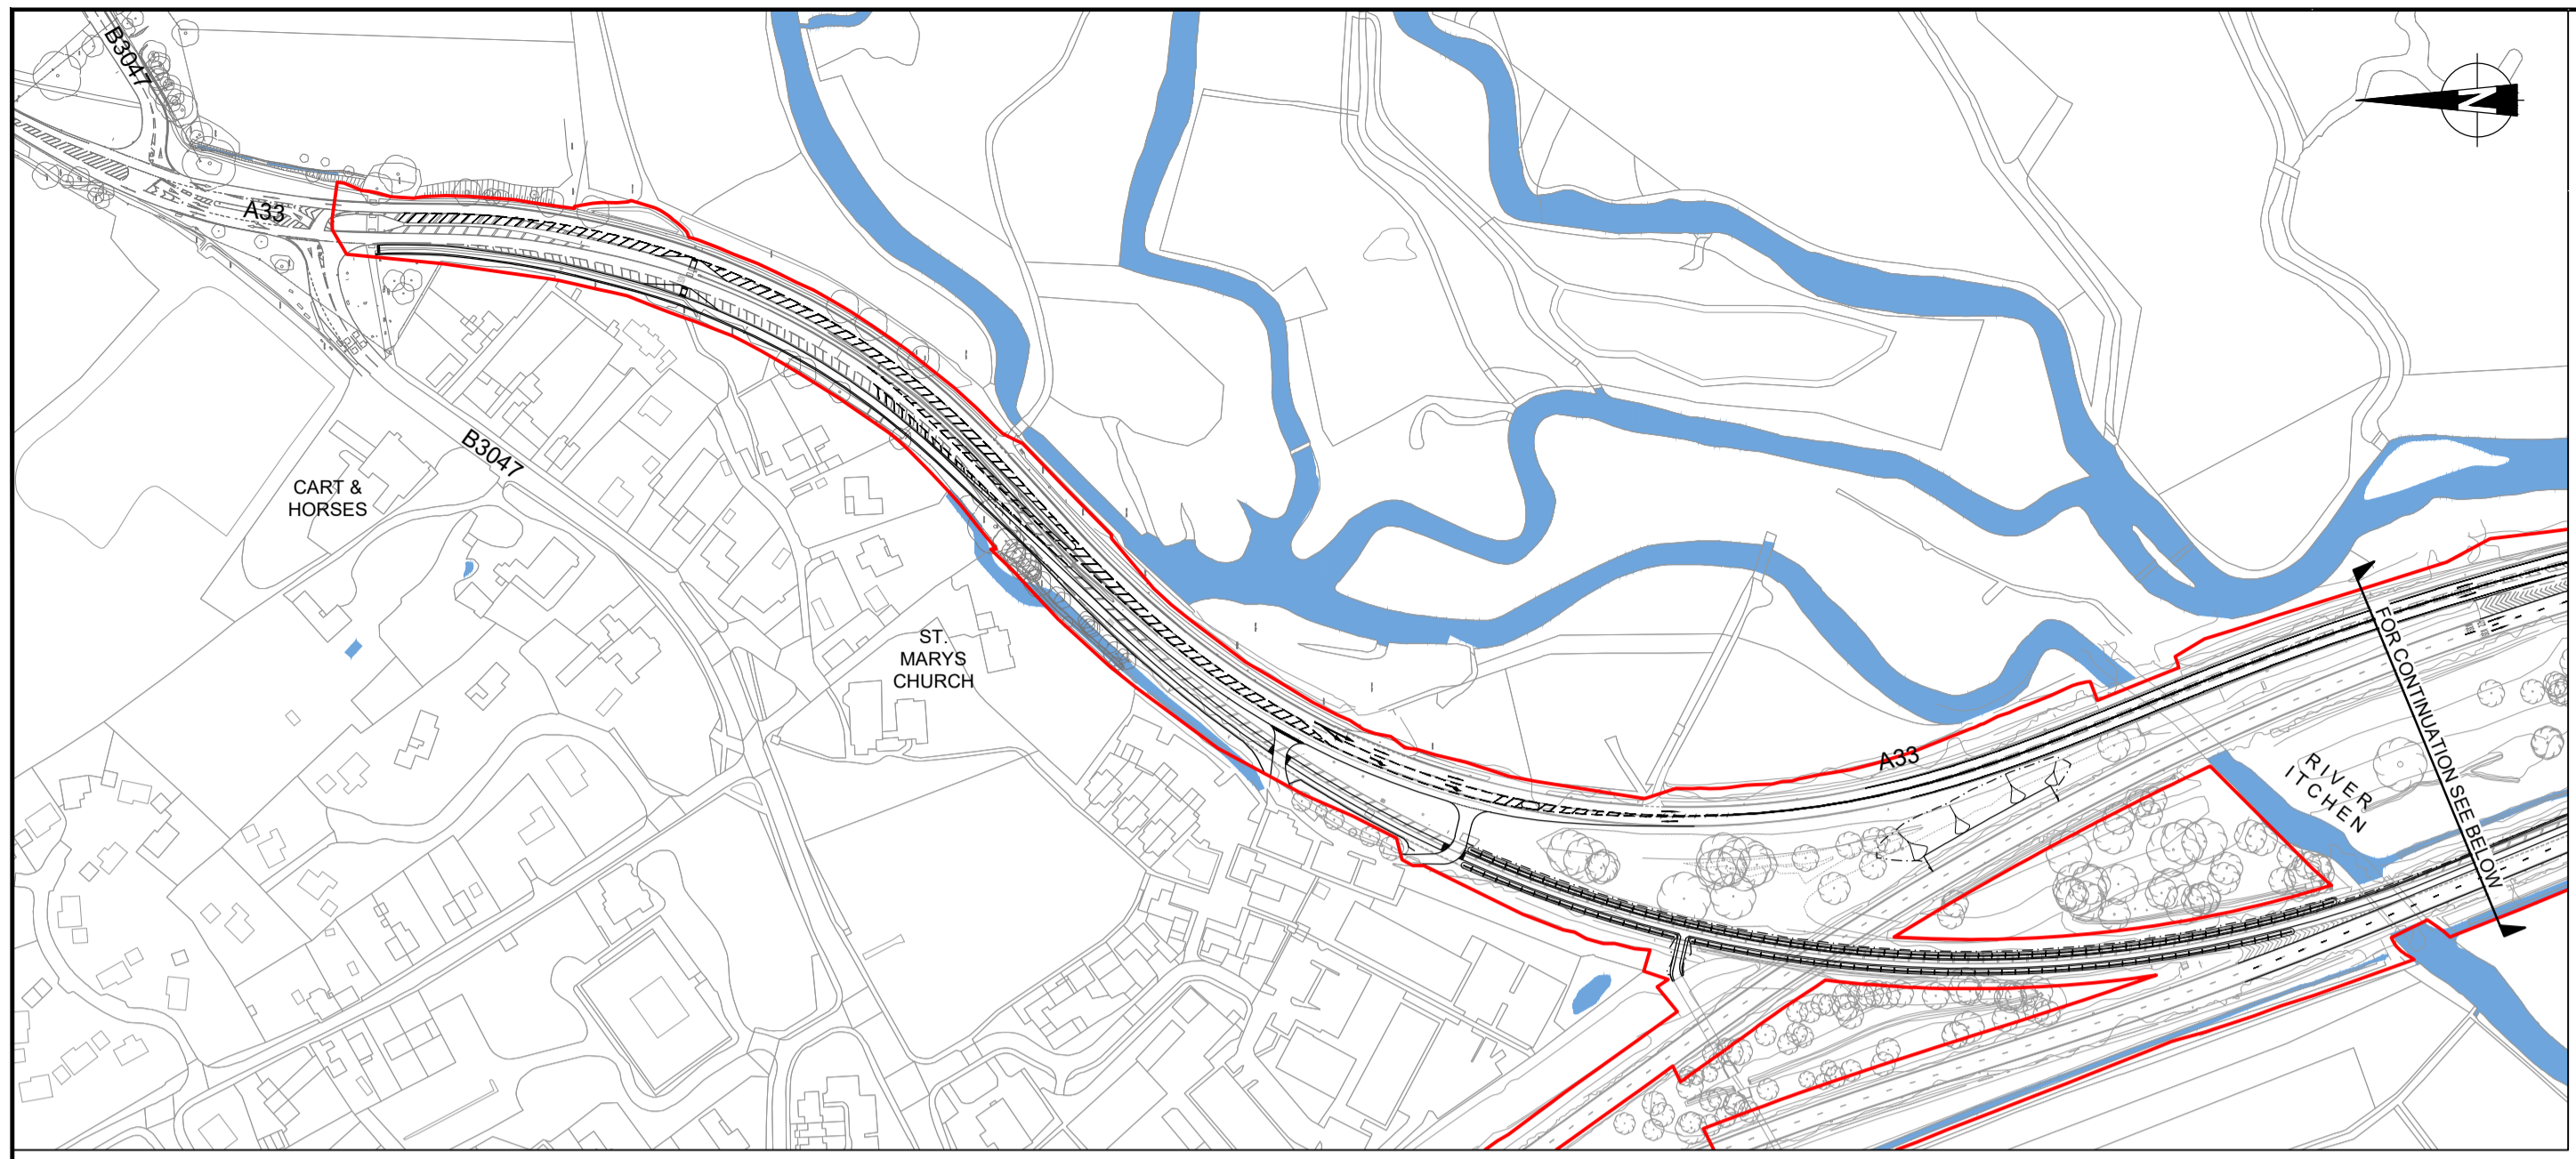 B3047
N
A33
B3047
CART &
HORSES
ST.
MARYS
CHURCH
A33
RIVER
ITCHEN
FOR CONTINUATION SEE BELOW